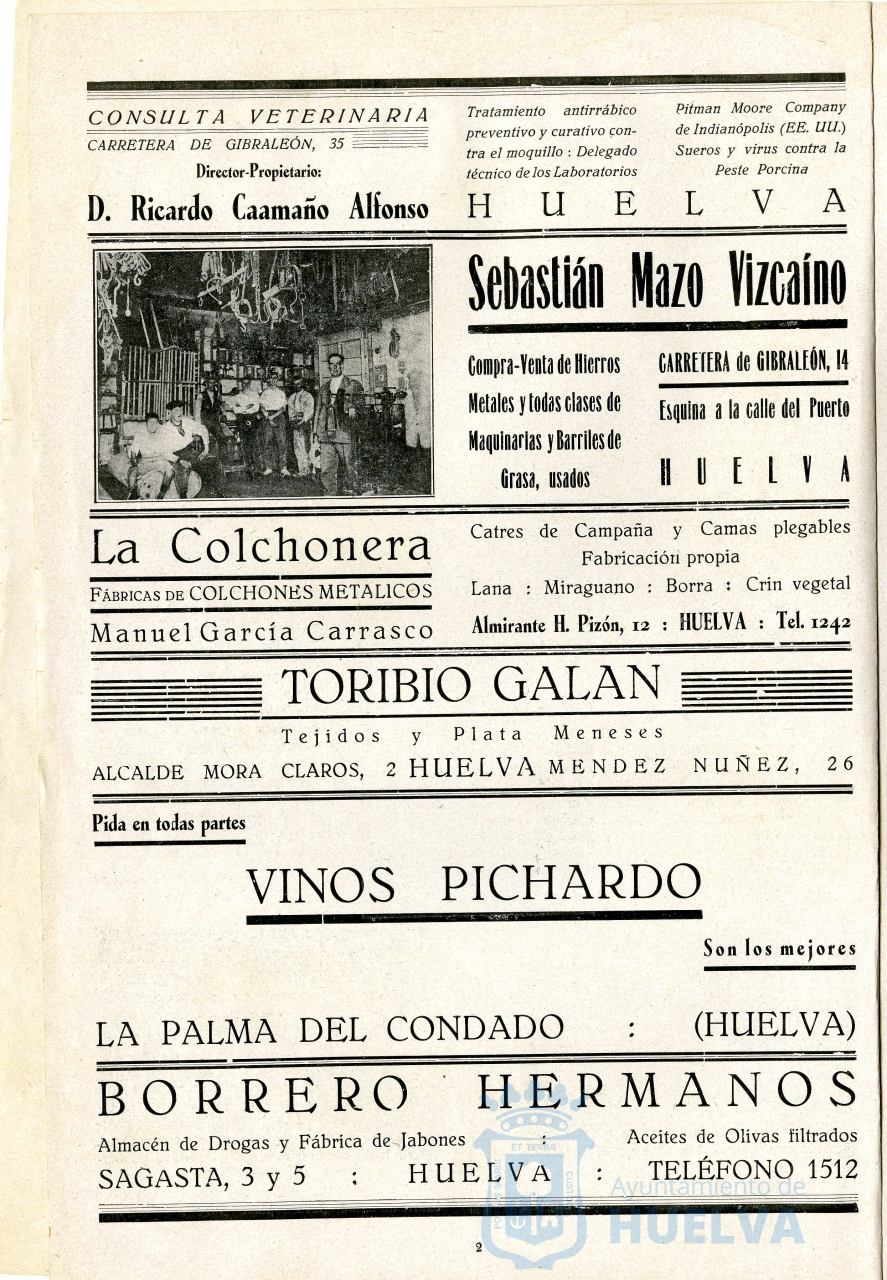 CONSULTA VETERINARIA
CARRETERA DE GIBRALEÓN, 35
Director-Propietario:
D. Ricardo Caamaño Alfonso
Tratamiento antirrábico
preventivo y curativo con-
tra el moquillo : Delegado
técnico de los Laboratorios
Pitman Moore Company
de Indianópolis (EE. UU.)
Sueros y virus contra la
Peste Porcina
HUELVA
Sebastián Mazo Vizcaíno
Compra-Venta de Hierros
Metales y todas clases de
Maquinarias y Barriles de
Grasa, usados
CARRETERA de GIBRALEÓN, 14
Esquina a la calle del Puerto
HUELVA
La Colchonera
FÁBRICAS DE COLCHONES METALICOS
Manuel García Carrasco
Catres de Campaña y Camas plegables
Fabricación propia
Lana : Miraguano : Borra : Crin vegetal
Almirante H. Pizón, 12 : HUELVA : Tel. 1242
TORIBIO GALAN
Tejidos y Plata Meneses
ALCALDE MORA CLAROS, 2 HUELVA MENDEZ NUÑEZ, 26
Pida en todas partes
VINOS PICHARDO
Son los mejores
LA PALMA DEL CONDADO : (HUELVA)
BORRERO HERMANOS
Almacén de Drogas y Fábrica de Jabones : Aceites de Olivas filtrados
SAGASTA, 3 y 5 : HUELVA : TELÉFONO 1512
Ayuntamiento de
HUELVA
2